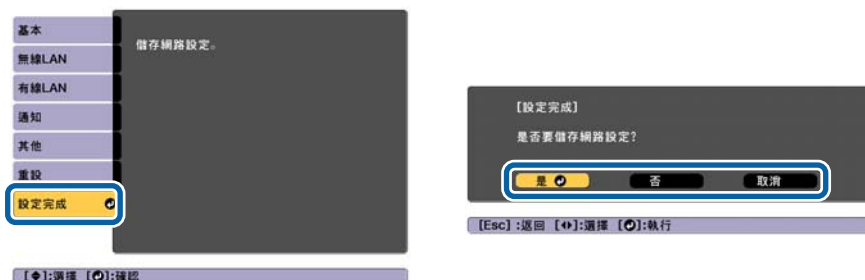 基本
無線LAN
有線LAN
通知
其他
重設
設定完成
儲存網路設定。
[◆]:選擇 [⏎]:確認
[設定完成]
是否要儲存網路設定?
是 否 取消
[Esc] :返回 [◀▶]:選擇 [⏎]:執行